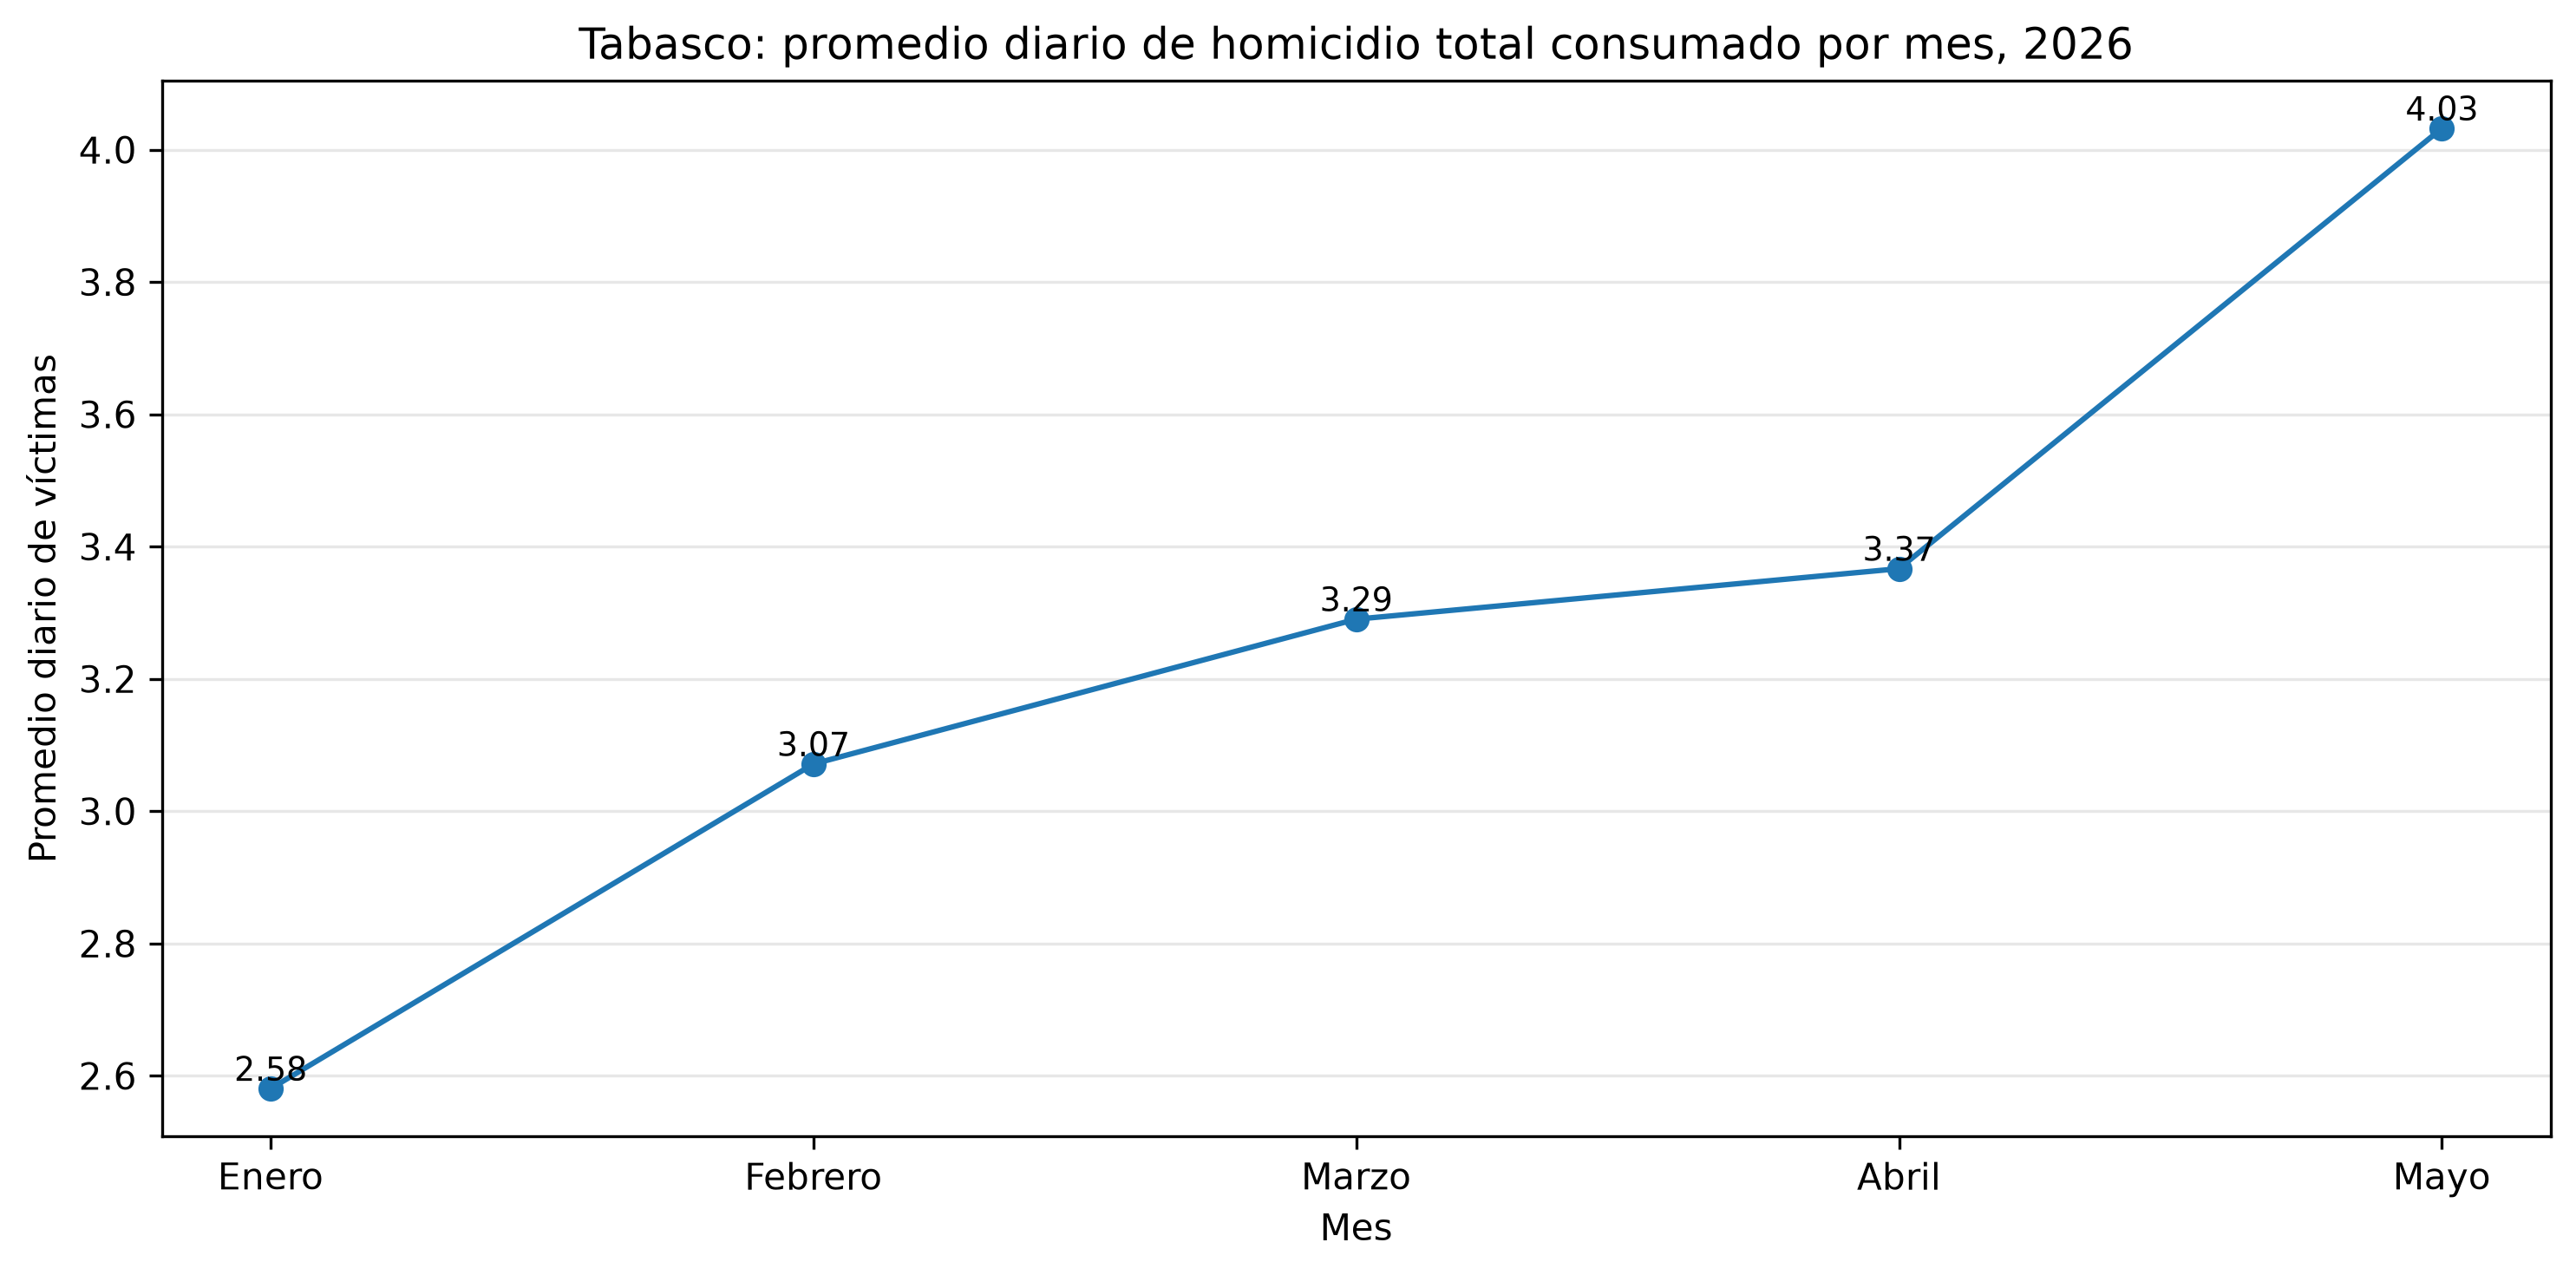 Tabasco: promedio diario de homicidio total consumado por mes, 2026
Promedio diario de víctimas
4.0
3.8
3.6
3.4
3.2
3.0
2.8
2.6
2.58
3.07
3.29
3.37
4.03
Enero
Febrero
Marzo
Abril
Mayo
Mes